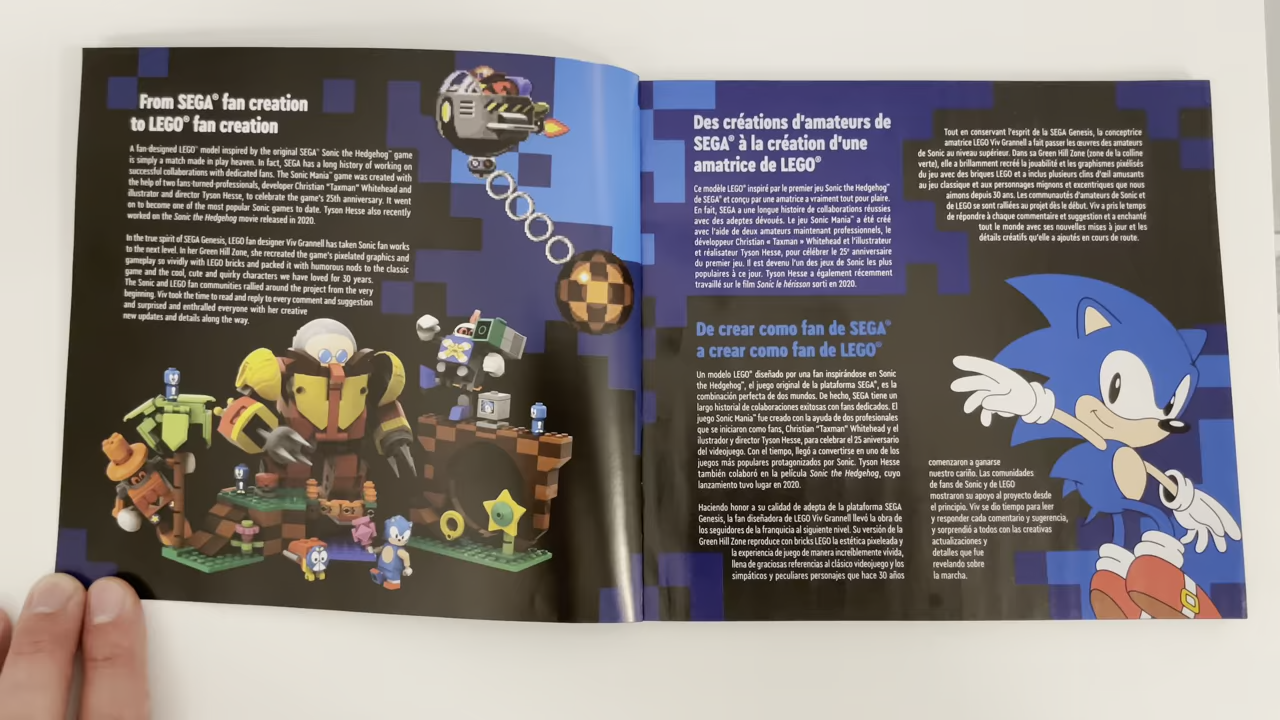 From SEGA® fan creation
to LEGO® fan creation
A fan-designed LEGO® model inspired by the original SEGA® Sonic the Hedgehog™ game
is simply a match made in play heaven. In fact, SEGA has a long history of working on
successful collaborations with dedicated fans. The Sonic Mania™ game was created with
the help of two fans-turned-professionals, developer Christian "Taxman" Whitehead and
illustrator and director Tyson Hesse, to celebrate the game's 25th anniversary. It went
on to become one of the most popular Sonic games to date. Tyson Hesse also recently
worked on the Sonic the Hedgehog movie released in 2020.
In the true spirit of SEGA Genesis, LEGO fan designer Viv Grannell has taken Sonic fan works
to the next level. In her Green Hill Zone, she recreated the game's pixelated graphics and
gameplay so vividly with LEGO bricks and packed it with humorous nods to the classic
game and the cool, cute and quirky characters we have loved for 30 years.
The Sonic and LEGO fan communities rallied around the project from the very
beginning. Viv took the time to read and reply to every comment and suggestion
and surprised and enthralled everyone with her creative
new updates and details along the way.
Des créations d'amateurs de
SEGA® à la création d'une
amatrice de LEGO®
Ce modèle LEGO® inspiré par le premier jeu Sonic the Hedgehog™
de SEGA® et conçu par une amatrice a vraiment tout pour plaire.
En fait, SEGA a une longue histoire de collaborations réussies
avec des adeptes dévoués. Le jeu Sonic Mania™ a été créé
avec l'aide de deux amateurs maintenant professionnels, le
développeur Christian « Taxman » Whitehead et l'illustrateur
et réalisateur Tyson Hesse, pour célébrer le 25e anniversaire
du premier jeu. Il est devenu l'un des jeux de Sonic les plus
populaires à ce jour. Tyson Hesse a également récemment
travaillé sur le film Sonic le hérisson sorti en 2020.
Tout en conservant l'esprit de la SEGA Genesis, la conceptrice
amatrice LEGO Viv Grannell a fait passer les œuvres des amateurs
de Sonic au niveau supérieur. Dans sa Green Hill Zone (zone de la colline
verte), elle a brillamment recréé la jouabilité et les graphismes pixélisés
du jeu avec des briques LEGO et a inclus plusieurs clins d'œil amusants
au jeu classique et aux personnages mignons et excentriques que nous
aimons depuis 30 ans. Les communautés d'amateurs de Sonic et
de LEGO se sont ralliées au projet dès le début. Viv a pris le temps
de répondre à chaque commentaire et suggestion et a enchanté
tout le monde avec ses nouvelles mises à jour et les
détails créatifs qu'elle a ajoutés en cours de route.
De crear como fan de SEGA®
a crear como fan de LEGO®
Un modelo LEGO® diseñado por una fan inspirándose en Sonic
the Hedgehog™, el juego original de la plataforma SEGA®, es la
combinación perfecta de dos mundos. De hecho, SEGA tiene un
largo historial de colaboraciones exitosas con fans dedicados. El
juego Sonic Mania™ fue creado con la ayuda de dos profesionales
que se iniciaron como fans, Christian "Taxman" Whitehead y el
ilustrador y director Tyson Hesse, para celebrar el 25 aniversario
del videojuego. Con el tiempo, llegó a convertirse en uno de los
juegos más populares protagonizados por Sonic. Tyson Hesse
también colaboró en la película Sonic the Hedgehog, cuyo
lanzamiento tuvo lugar en 2020.
Haciendo honor a su calidad de adepta de la plataforma SEGA
Genesis, la fan diseñadora de LEGO Viv Grannell llevó la obra de
los seguidores de la franquicia al siguiente nivel. Su versión de la
Green Hill Zone reproduce con bricks LEGO la estética pixeleada y
la experiencia de juego de manera increíblemente vívida,
llena de graciosas referencias al clásico videojuego y los
simpáticos y peculiares personajes que hace 30 años
comenzaron a ganarse
nuestro cariño. Las comunidades
de fans de Sonic y de LEGO
mostraron su apoyo al proyecto desde
el principio. Viv se dio tiempo para leer
y responder cada comentario y sugerencia,
y sorprendió a todos con las creativas
actualizaciones y
detalles que fue
revelando sobre
la marcha.